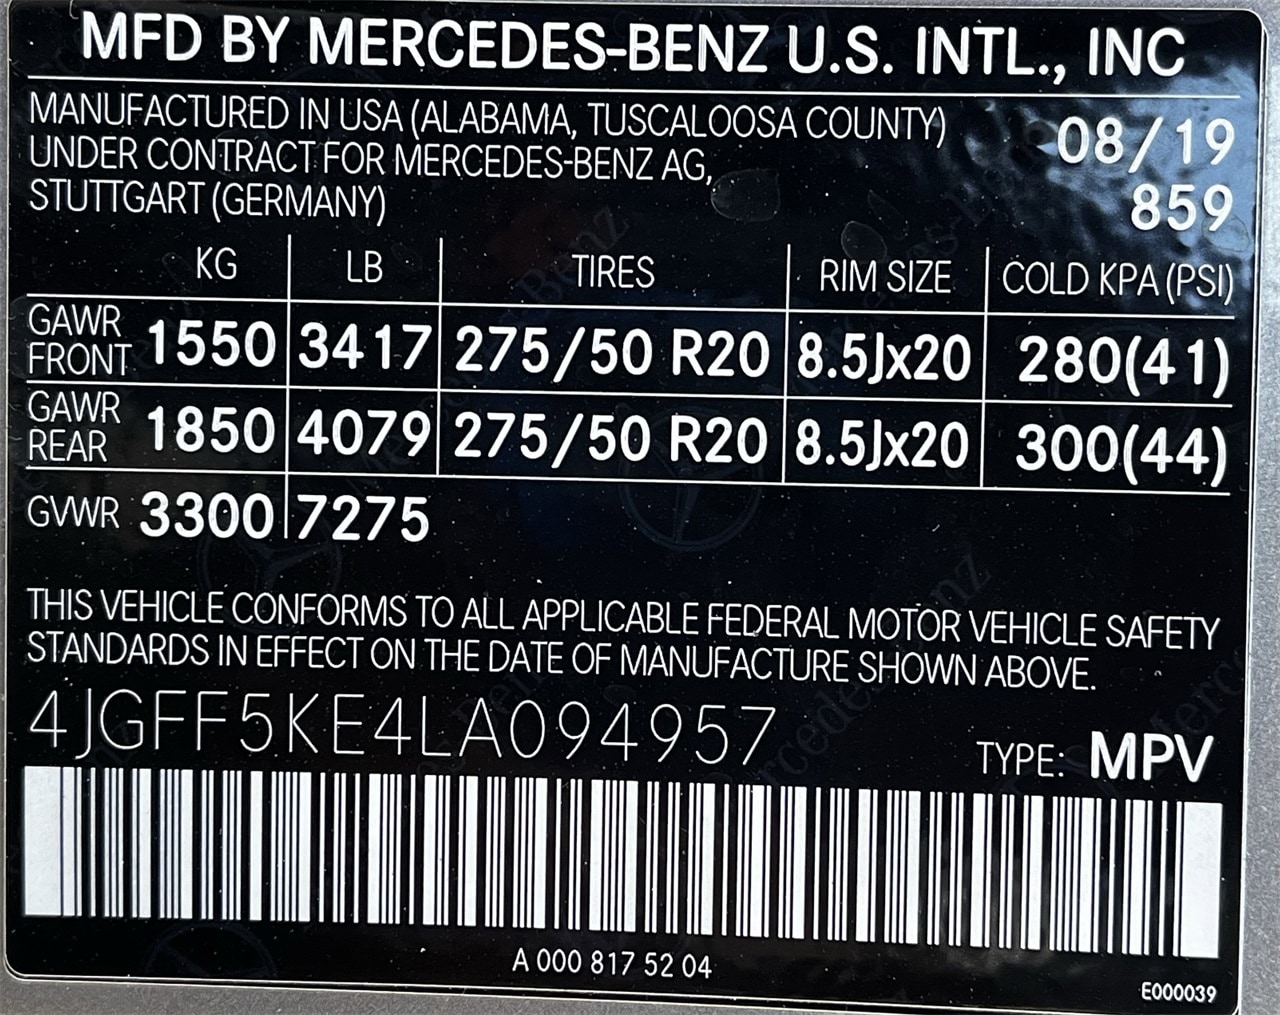 MFD BY MERCEDES-BENZ U.S. INTL., INC
MANUFACTURED IN USA (ALABAMA, TUSCALOOSA COUNTY)
UNDER CONTRACT FOR MERCEDES-BENZ AG,
STUTTGART (GERMANY)
08/19
859
KG LB TIRES RIM SIZE COLD KPA (PSI)
GAWR FRONT 1550 3417 275/50 R20 8.5Jx20 280(41)
GAWR REAR 1850 4079 275/50 R20 8.5Jx20 300(44)
GVWR 3300 7275
THIS VEHICLE CONFORMS TO ALL APPLICABLE FEDERAL MOTOR VEHICLE SAFETY
STANDARDS IN EFFECT ON THE DATE OF MANUFACTURE SHOWN ABOVE.
4JGFF5KE4LA094957
TYPE: MPV
A 000 817 52 04
E000039